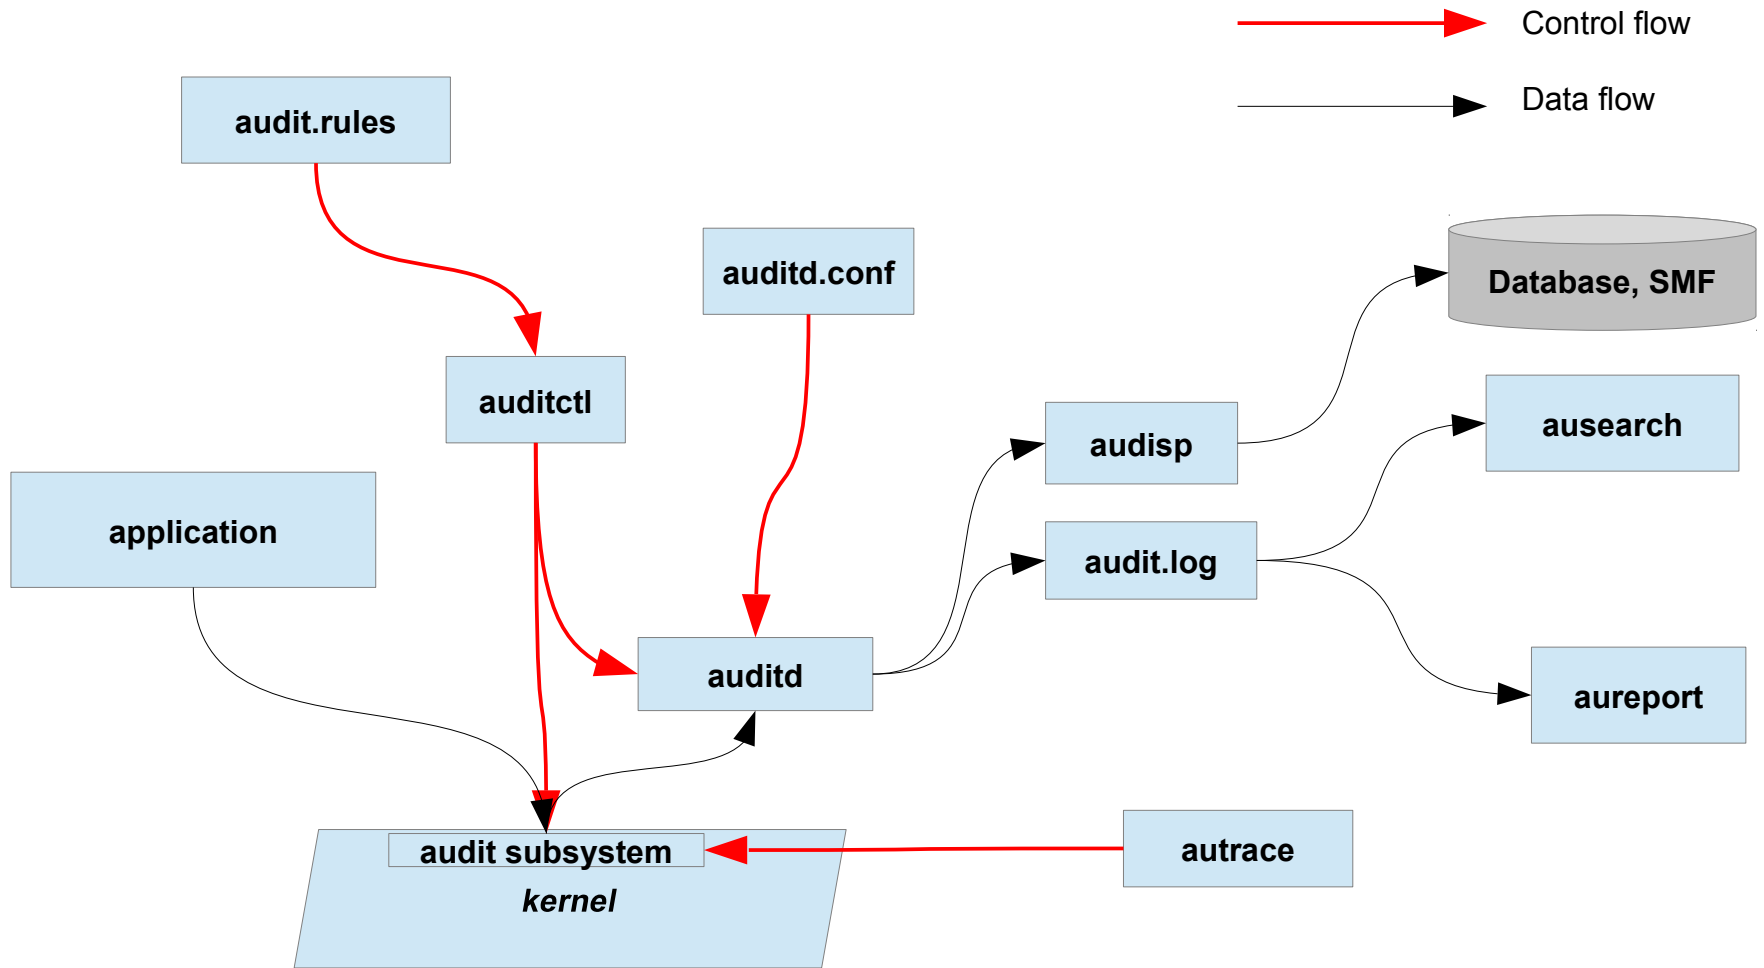 Control flow
Data flow
audit.rules
auditd.conf
Database, SMF
auditctl
ausearch
audisp
application
audit.log
auditd
aureport
audit subsystem
autrace
kernel